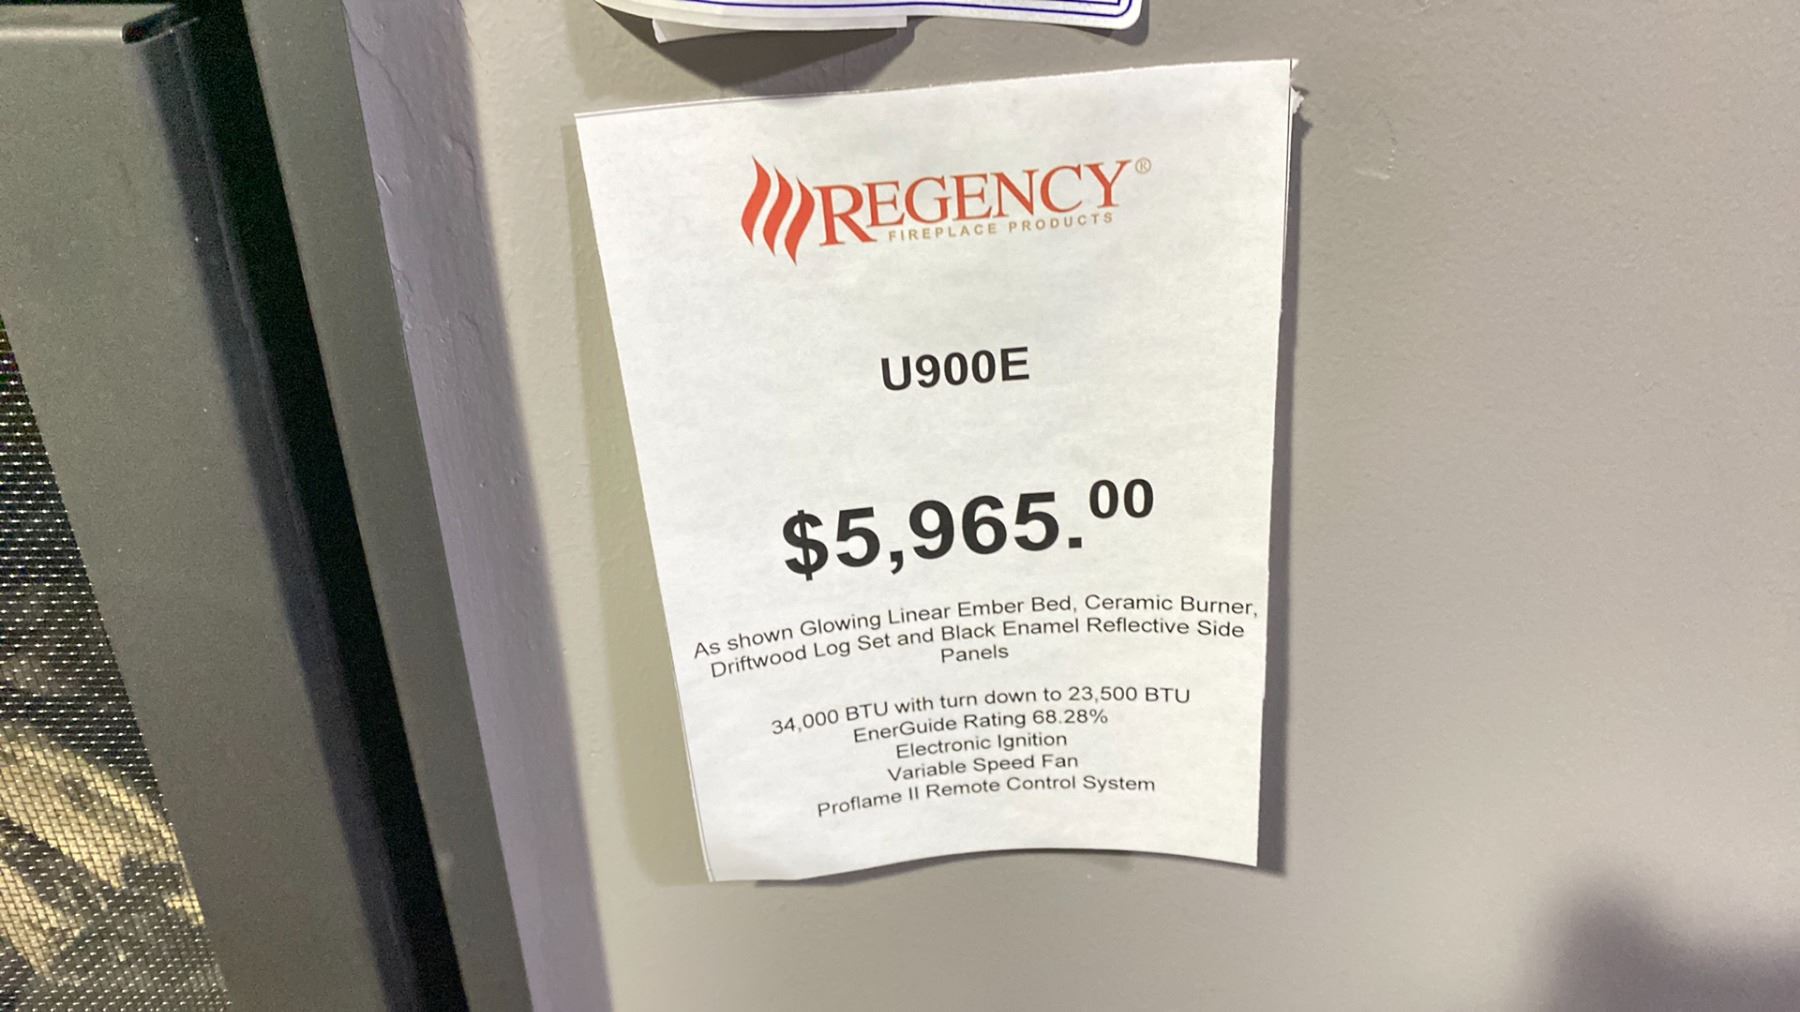 REGENCY®
FIREPLACE PRODUCTS
U900E
$5,965.00
As shown Glowing Linear Ember Bed, Ceramic Burner,
Driftwood Log Set and Black Enamel Reflective Side
Panels
34,000 BTU with turn down to 23,500 BTU
EnerGuide Rating 68.28%
Electronic Ignition
Variable Speed Fan
Proflame II Remote Control System